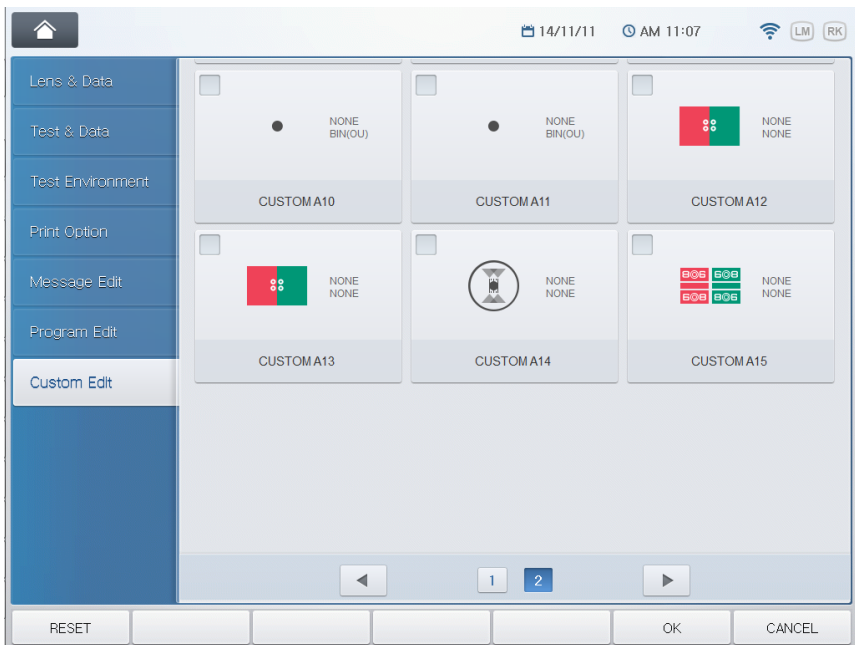 14/11/11 AM 11:07 LM RK
Lens & Data
Test & Data
Test Environment
Print Option
Message Edit
Program Edit
Custom Edit
NONE
BIN(OU)
CUSTOM A10
NONE
BIN(OU)
CUSTOM A11
NONE
NONE
CUSTOM A12
NONE
NONE
CUSTOM A13
NONE
NONE
CUSTOM A14
NONE
NONE
CUSTOM A15
1 2
RESET OK CANCEL